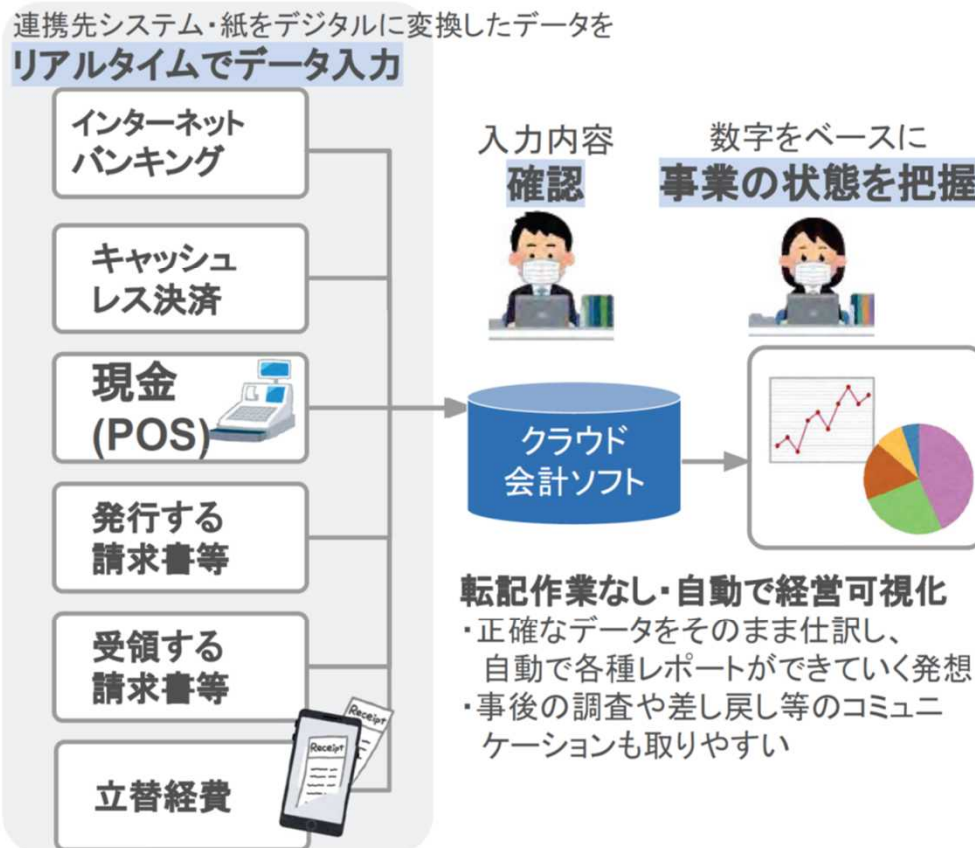 連携先システム・紙をデジタルに変換したデータを
リアルタイムでデータ入力
インターネット
バンキング
キャッシュ
レス決済
現金
(POS)
発行する
請求書等
受領する
請求書等
立替経費
Receipt
Receipt
入力内容
確認
数字をベースに
事業の状態を把握
クラウド
会計ソフト
転記作業なし・自動で経営可視化
・正確なデータをそのまま仕訳し、
自動で各種レポートができていく発想
・事後の調査や差し戻し等のコミュニ
ケーションも取りやすい